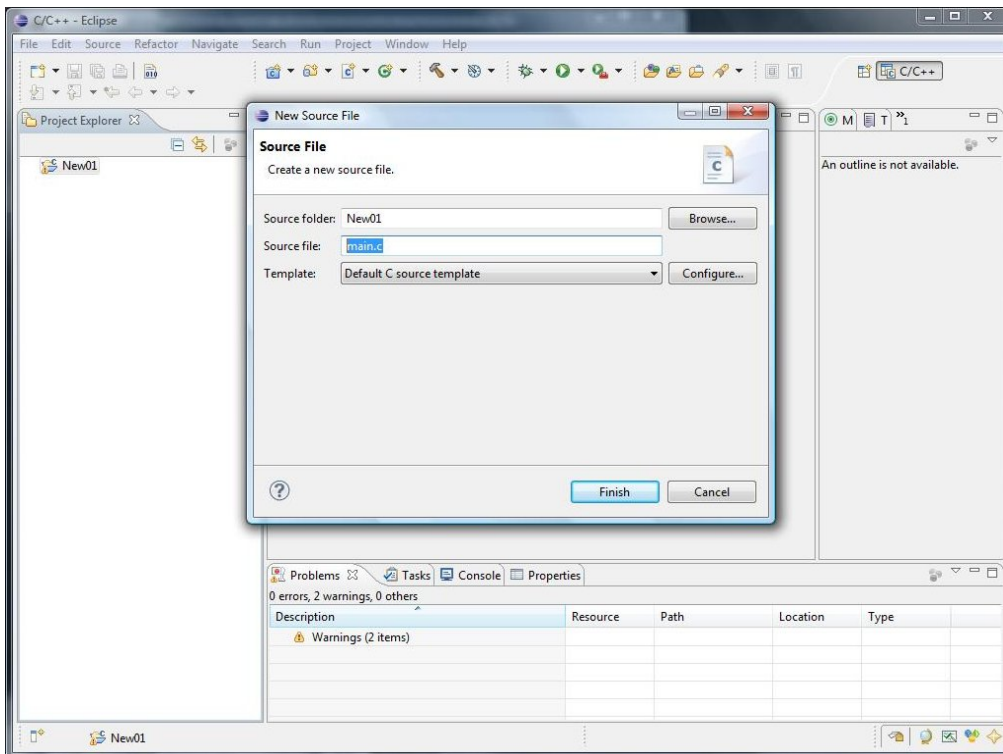 C/C++ - Eclipse
File Edit Source Refactor Navigate Search Run Project Window Help
010
C/C++
Project Explorer
New01
New Source File
Source File
Create a new source file.
Source folder: New01 Browse...
Source file: main.c
Template: Default C source template Configure...
Finish Cancel
M T »1
An outline is not available.
Problems Tasks Console Properties
0 errors, 2 warnings, 0 others
Description Resource Path Location Type
Warnings (2 items)
New01